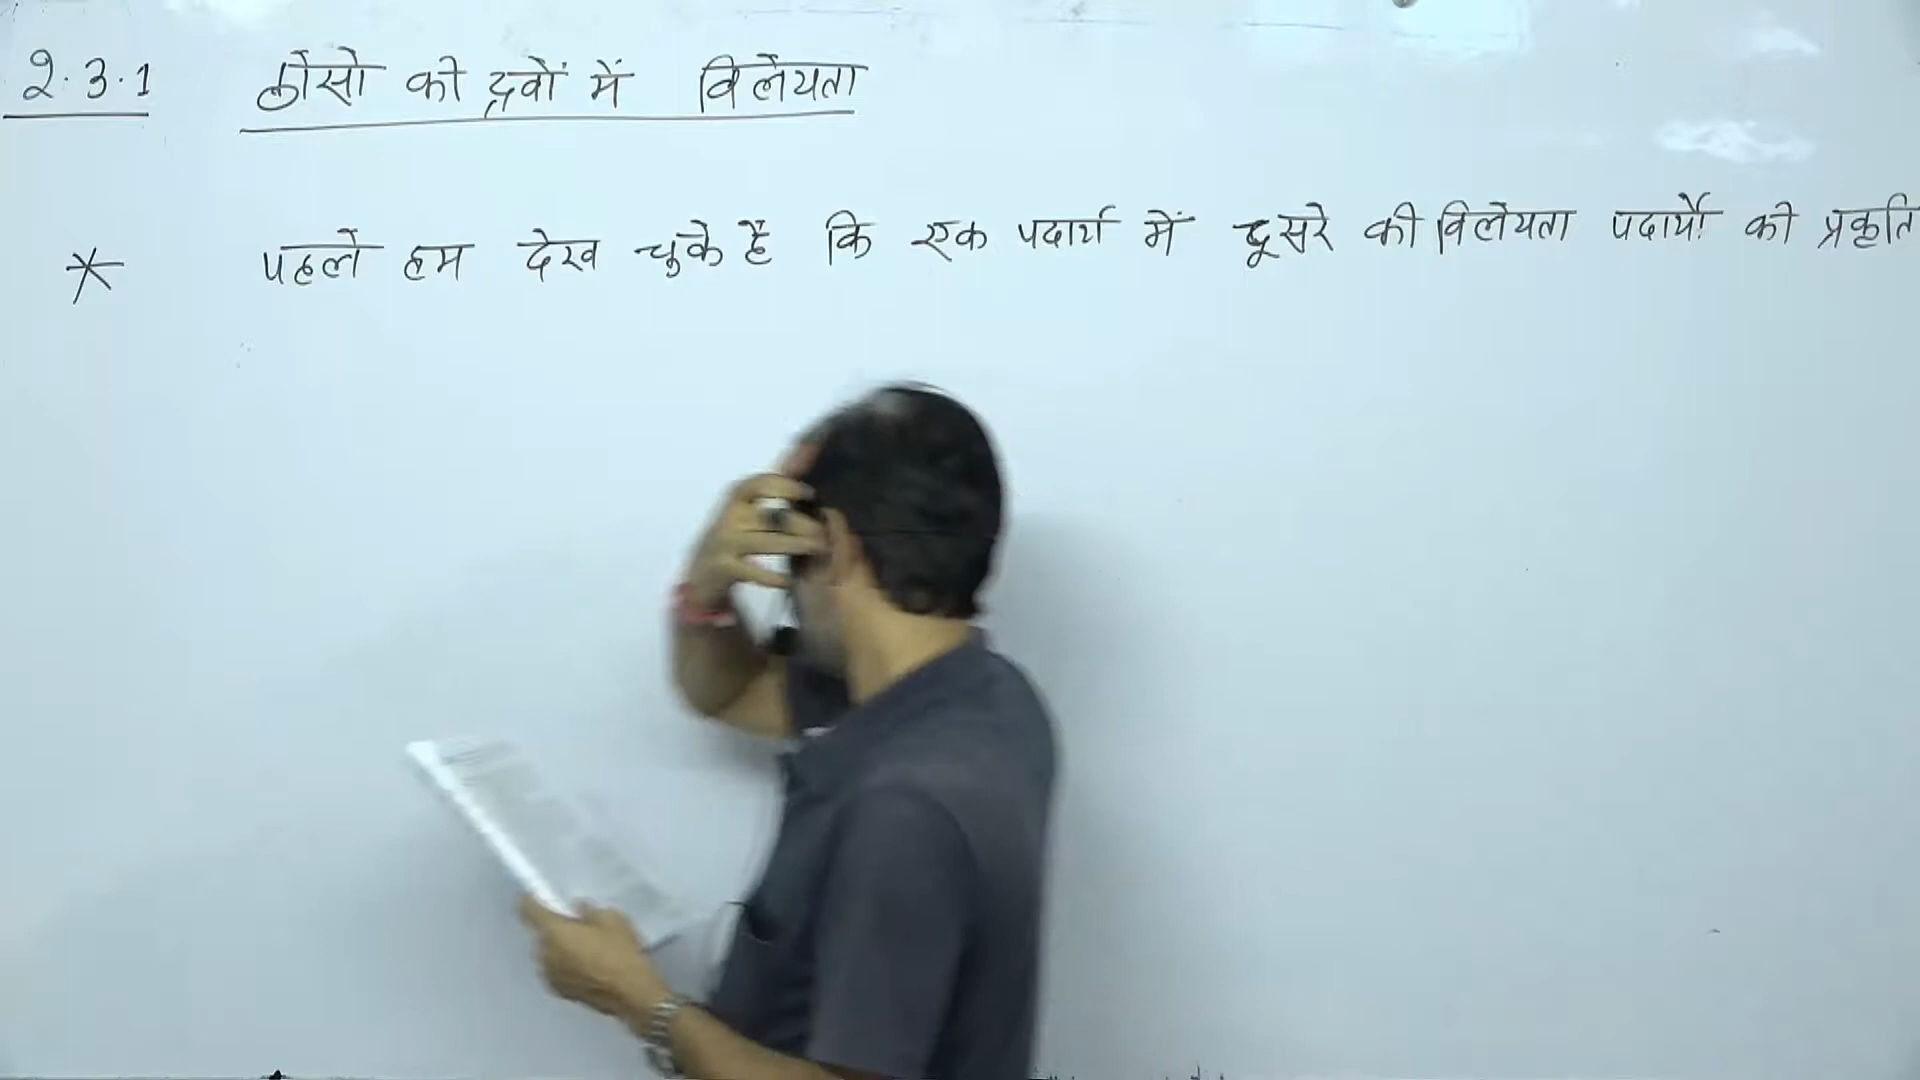 2.3.1 ठोसो की द्रवों में विलेयता
* पहले हम देख चुके हैं कि एक पदार्थ में दूसरे की विलेयता पदार्थों की प्रकृति